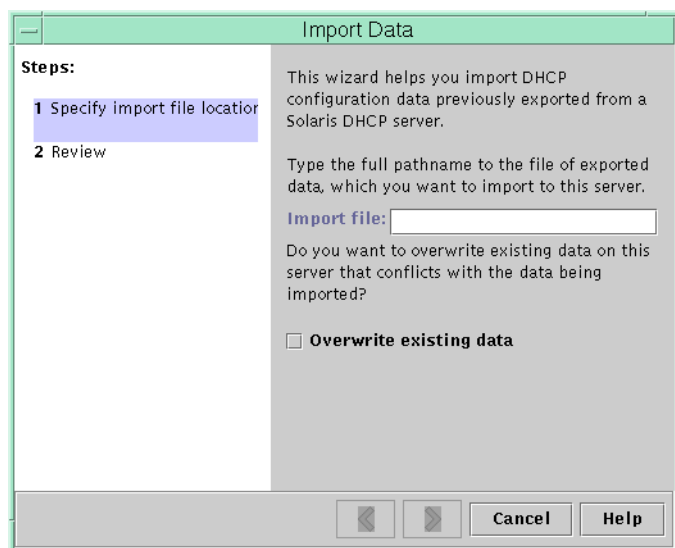 Import Data
Steps:
1 Specify import file location
2 Review
This wizard helps you import DHCP
configuration data previously exported from a
Solaris DHCP server.
Type the full pathname to the file of exported
data, which you want to import to this server.
Import file:
Do you want to overwrite existing data on this
server that conflicts with the data being
imported?
Overwrite existing data
Cancel
Help